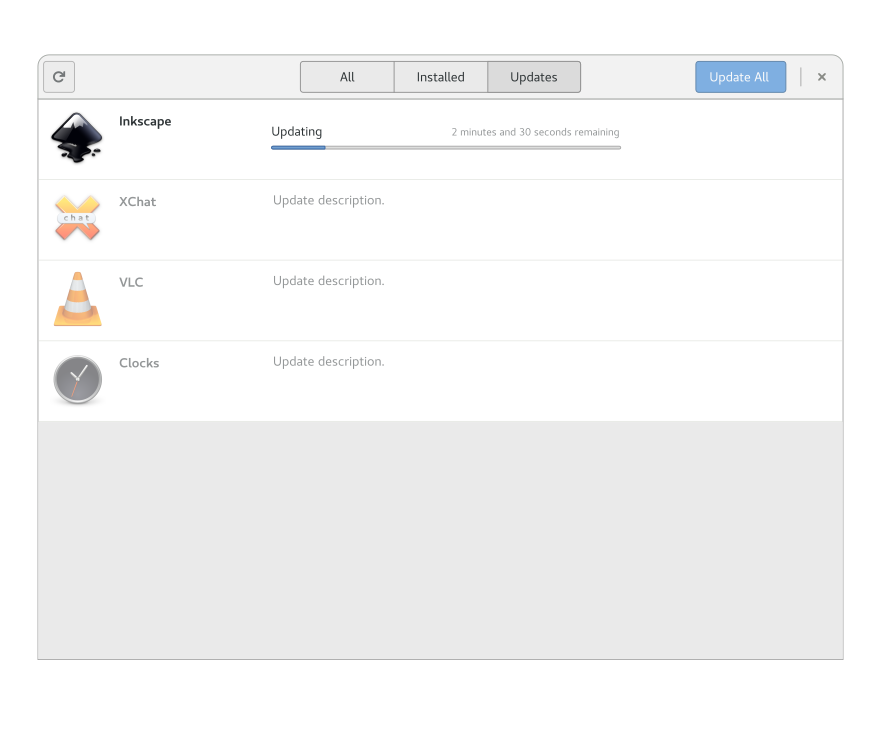 All Installed Updates Update All
Inkscape
Updating 2 minutes and 30 seconds remaining
XChat Update description.
chat
VLC Update description.
Clocks Update description.